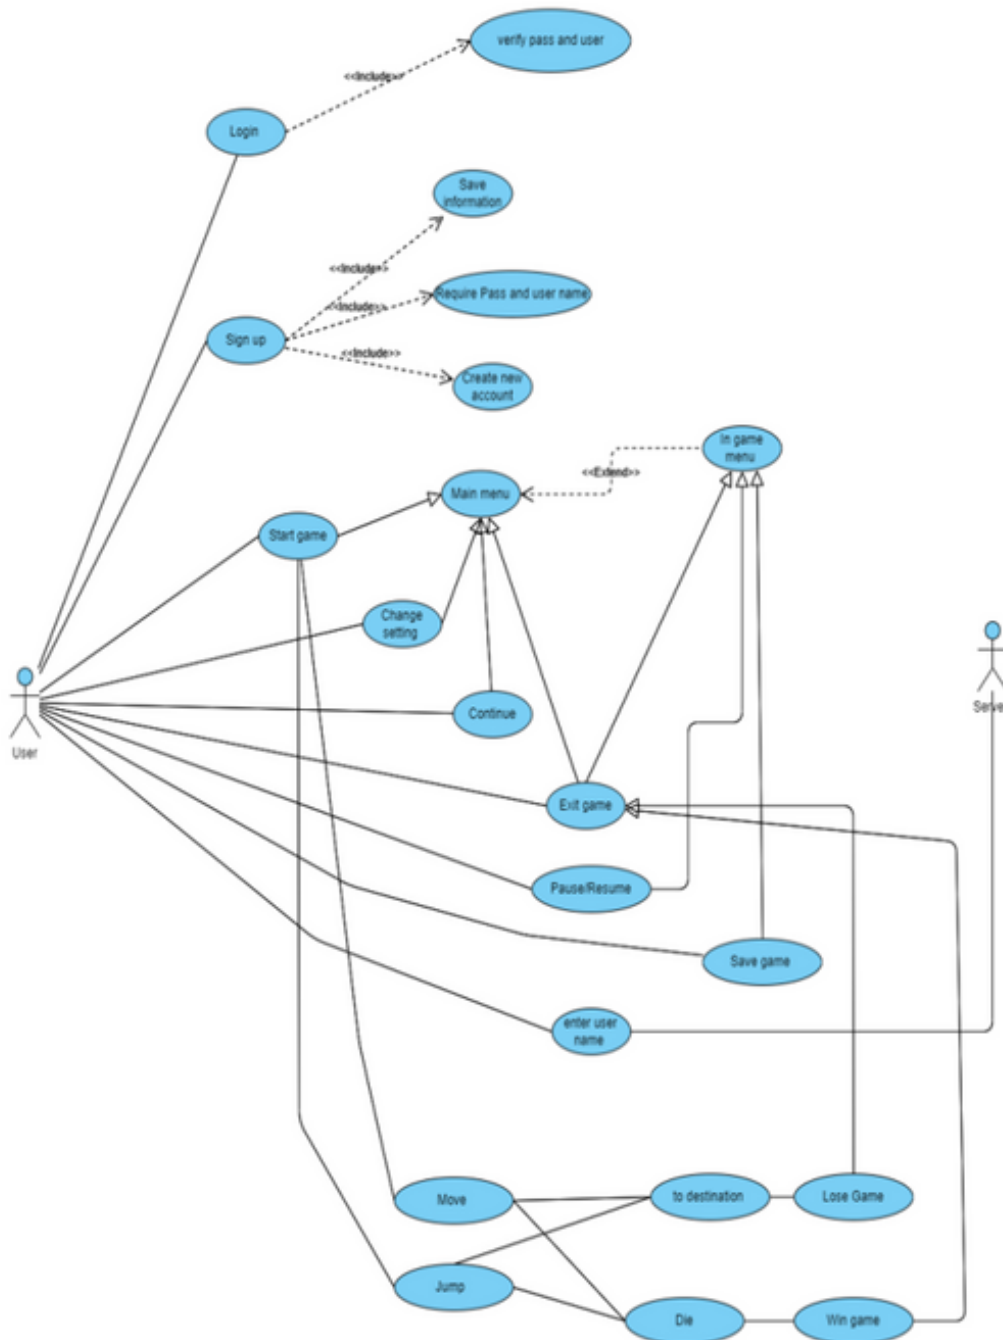 verify pass and user
<<Include>>
Login
Save
information
<<Include>>
Require Pass and user name
<<Include>>
Sign up
<<Include>>
Create new
account
In game
menu
<<Extend>>
Main menu
Start game
Change
setting
Continue
User
Serve
Exit game
Pause/Resume
Save game
enter user
name
Move
to destination
Lose Game
Jump
Die
Win game